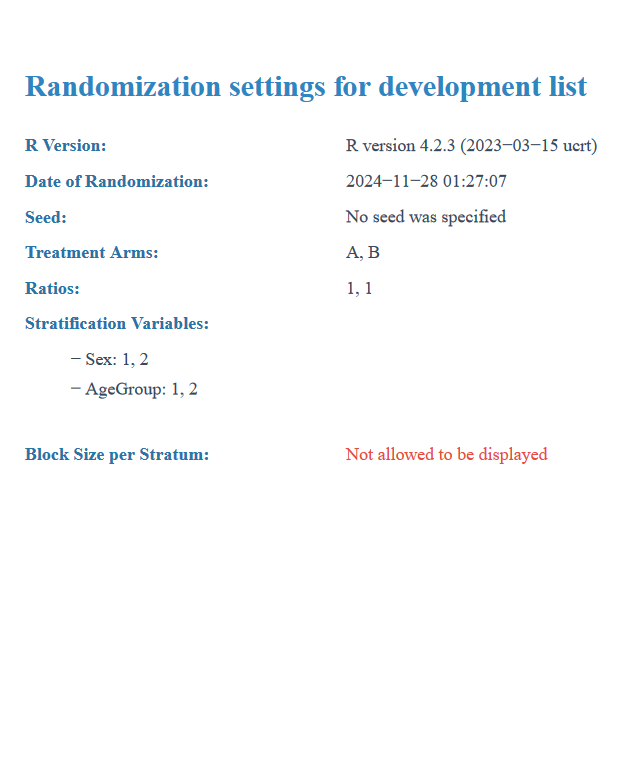 Randomization settings for development list
R Version: R version 4.2.3 (2023−03−15 ucrt)
Date of Randomization: 2024−11−28 01:27:07
Seed: No seed was specified
Treatment Arms: A, B
Ratios: 1, 1
Stratification Variables:
− Sex: 1, 2
− AgeGroup: 1, 2
Block Size per Stratum: Not allowed to be displayed